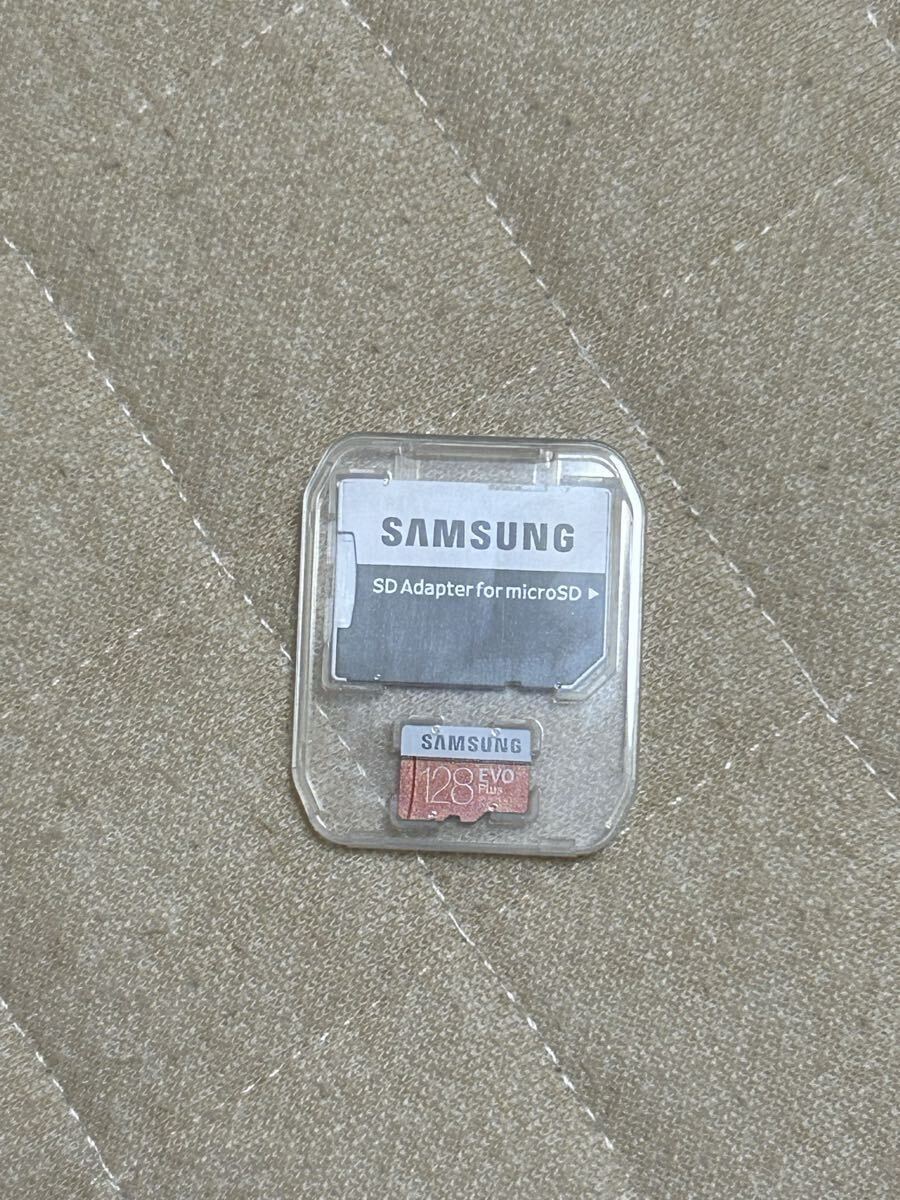 SAMSUNG
SD Adapter for microSD ▶
SAMSUNG
128 EVO
Plus